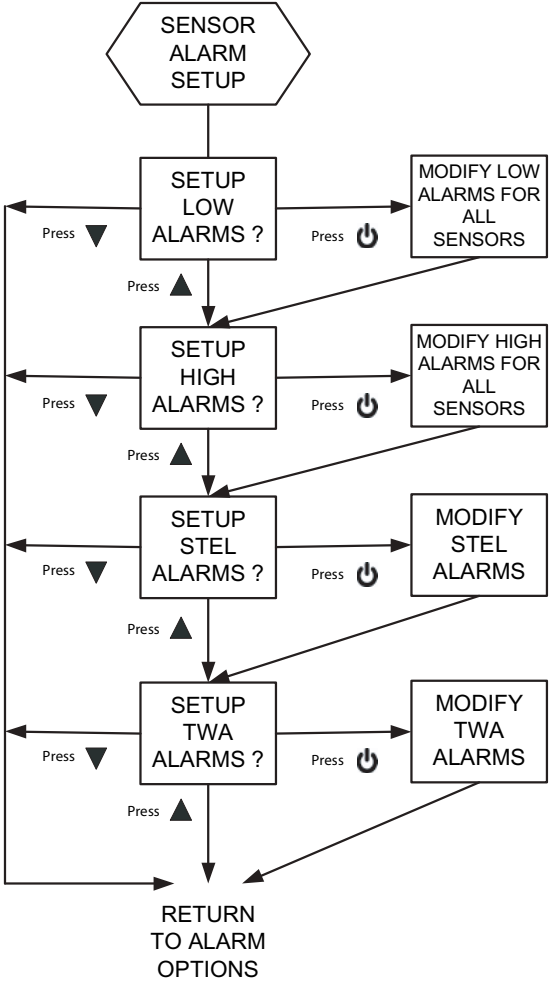 SENSOR
ALARM
SETUP
SETUP
LOW
ALARMS ?
MODIFY LOW
ALARMS FOR
ALL
SENSORS
Press
Press
Press
SETUP
HIGH
ALARMS ?
MODIFY HIGH
ALARMS FOR
ALL
SENSORS
Press
Press
Press
SETUP
STEL
ALARMS ?
MODIFY
STEL
ALARMS
Press
Press
Press
SETUP
TWA
ALARMS ?
MODIFY
TWA
ALARMS
Press
Press
Press
RETURN
TO ALARM
OPTIONS